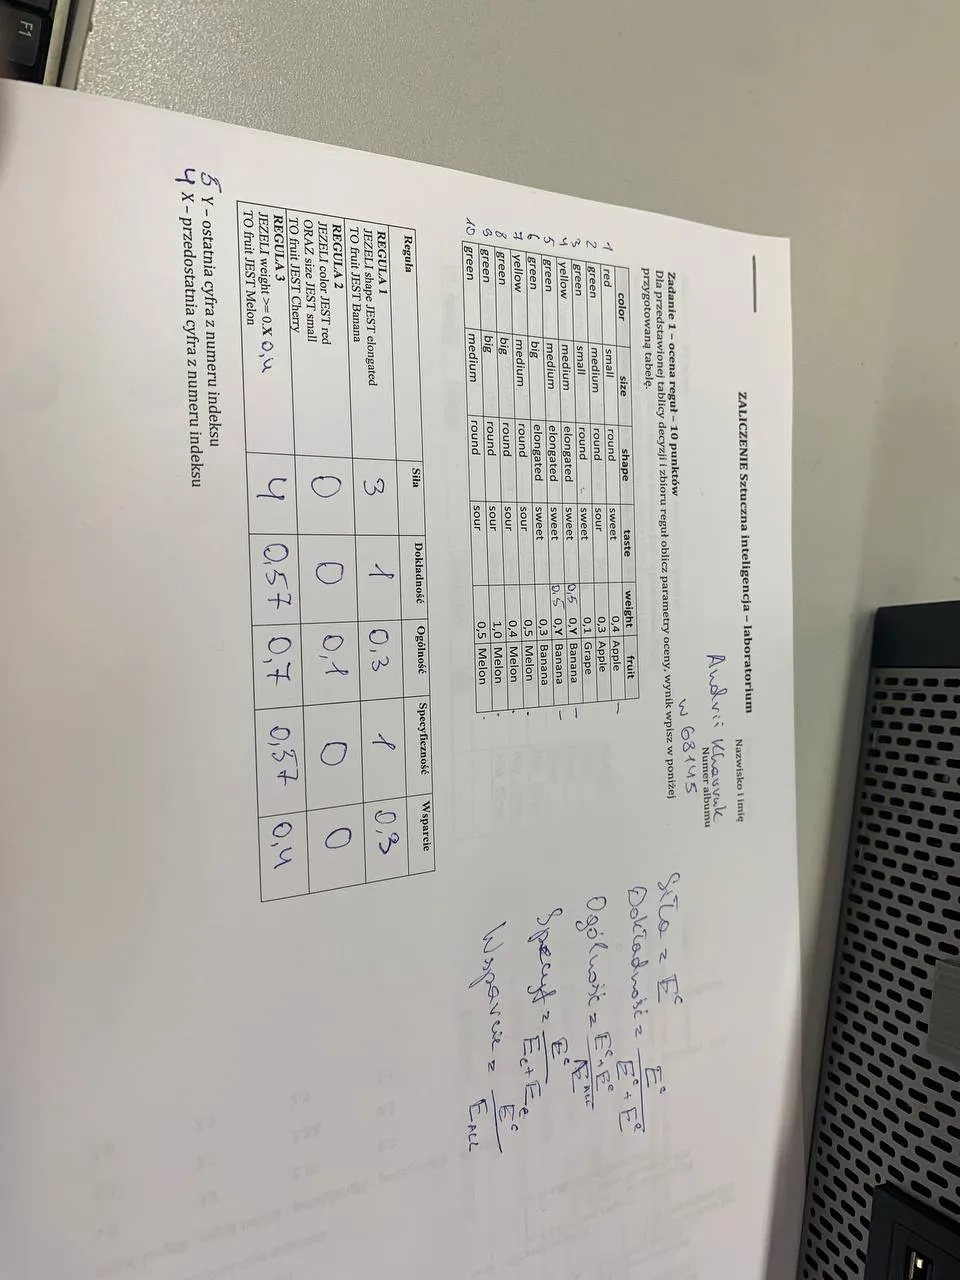 F1
ZALICZENIE Sztuczna inteligencja – laboratorium
Nazwisko i imię
Andrii
Numer albumu
w 68145
Zadanie 1 – ocena reguł – 10 punktów
Dla przedstawionej tablicy decyzji i zbioru reguł oblicz parametry oceny, wynik wpisz w poniżej
przygotowaną tabelę.
color size shape taste weight fruit
1 red small round sweet 0,4 Apple
2 green medium round sour 0,3 Apple
3 green small round sweet 0,1 Grape
4 yellow medium elongated sweet 0,5 0,Y Banana
5 green medium elongated sweet 0,5 0,Y Banana
6 green big elongated sweet 0,3 Banana
7 yellow medium round sour 0,5 Melon
8 green big round sour 0,4 Melon
9 green big round sour 1,0 Melon
10 green medium round sour 0,5 Melon
Reguła Siła Dokładność Ogólność Specyficzność Wsparcie
REGUŁA 1
JEŻELI shape JEST elongated
TO fruit JEST Banana
3 1 0,3 1 0,3
REGUŁA 2
JEŻELI color JEST red
ORAZ size JEST small
TO fruit JEST Cherry
0 0 0,1 0 0
REGUŁA 3
JEŻELI weight >= 0.X 0,4
TO fruit JEST Melon
4 0,57 0,7 0,37 0,4
5 Y – ostatnia cyfra z numeru indeksu
4 X – przedostatnia cyfra z numeru indeksu
Siła = E^c
Dokładność = E^c / E^c + E^e
Ogólność = E^c + E^e / E_ALL
Specyf = E^c / E_c + E_e
Wsparcie = E^c / E_ALL